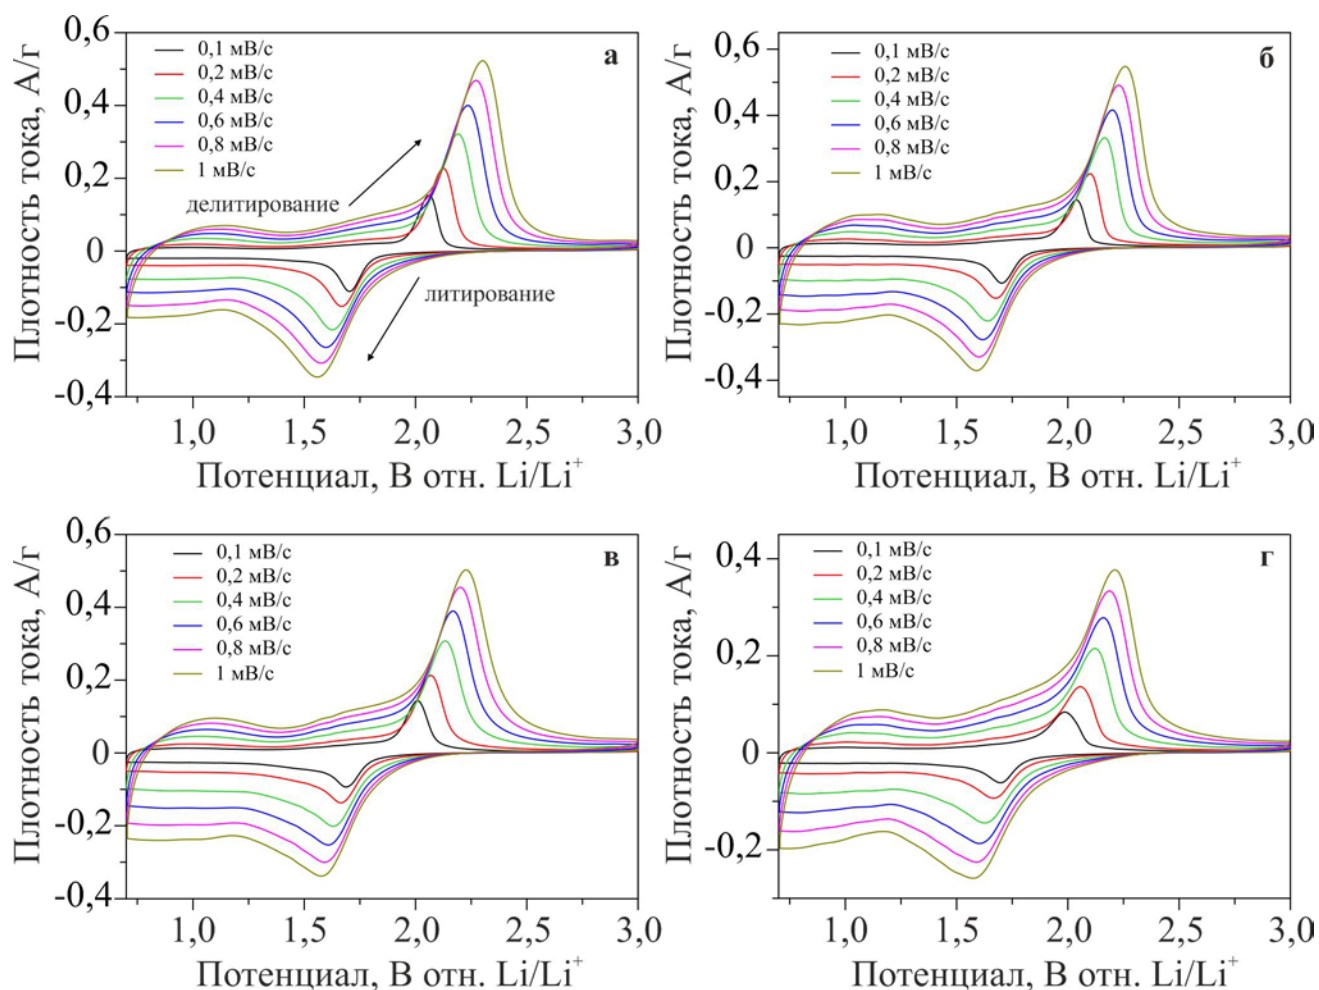 Плотность тока, А/г
0,6
0,4
0,2
0
-0,2
-0,4
0,1 мВ/с
0,2 мВ/с
0,4 мВ/с
0,6 мВ/с
0,8 мВ/с
1 мВ/с
а
делитирование
литирование
1,0 1,5 2,0 2,5 3,0
Потенциал, В отн. Li/Li⁺
Плотность тока, А/г
0,6
0,4
0,2
0
-0,2
-0,4
0,1 мВ/с
0,2 мВ/с
0,4 мВ/с
0,6 мВ/с
0,8 мВ/с
1 мВ/с
б
1,0 1,5 2,0 2,5 3,0
Потенциал, В отн. Li/Li⁺
Плотность тока, А/г
0,6
0,4
0,2
0
-0,2
-0,4
0,1 мВ/с
0,2 мВ/с
0,4 мВ/с
0,6 мВ/с
0,8 мВ/с
1 мВ/с
в
1,0 1,5 2,0 2,5 3,0
Потенциал, В отн. Li/Li⁺
Плотность тока, А/г
0,4
0,2
0
-0,2
0,1 мВ/с
0,2 мВ/с
0,4 мВ/с
0,6 мВ/с
0,8 мВ/с
1 мВ/с
г
1,0 1,5 2,0 2,5 3,0
Потенциал, В отн. Li/Li⁺